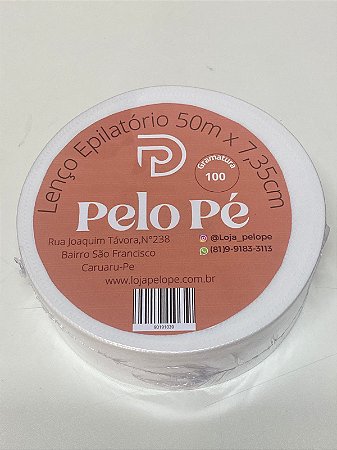 Lenço Epilatório 50m x 7,35cm
P
Gramatura
100
Pelo Pé
Rua Joaquim Távora,N°238
Bairro São Francisco
Caruaru-Pe
@Loja_pelope
(81)9-9183-3113
www.lojapelope.com.br